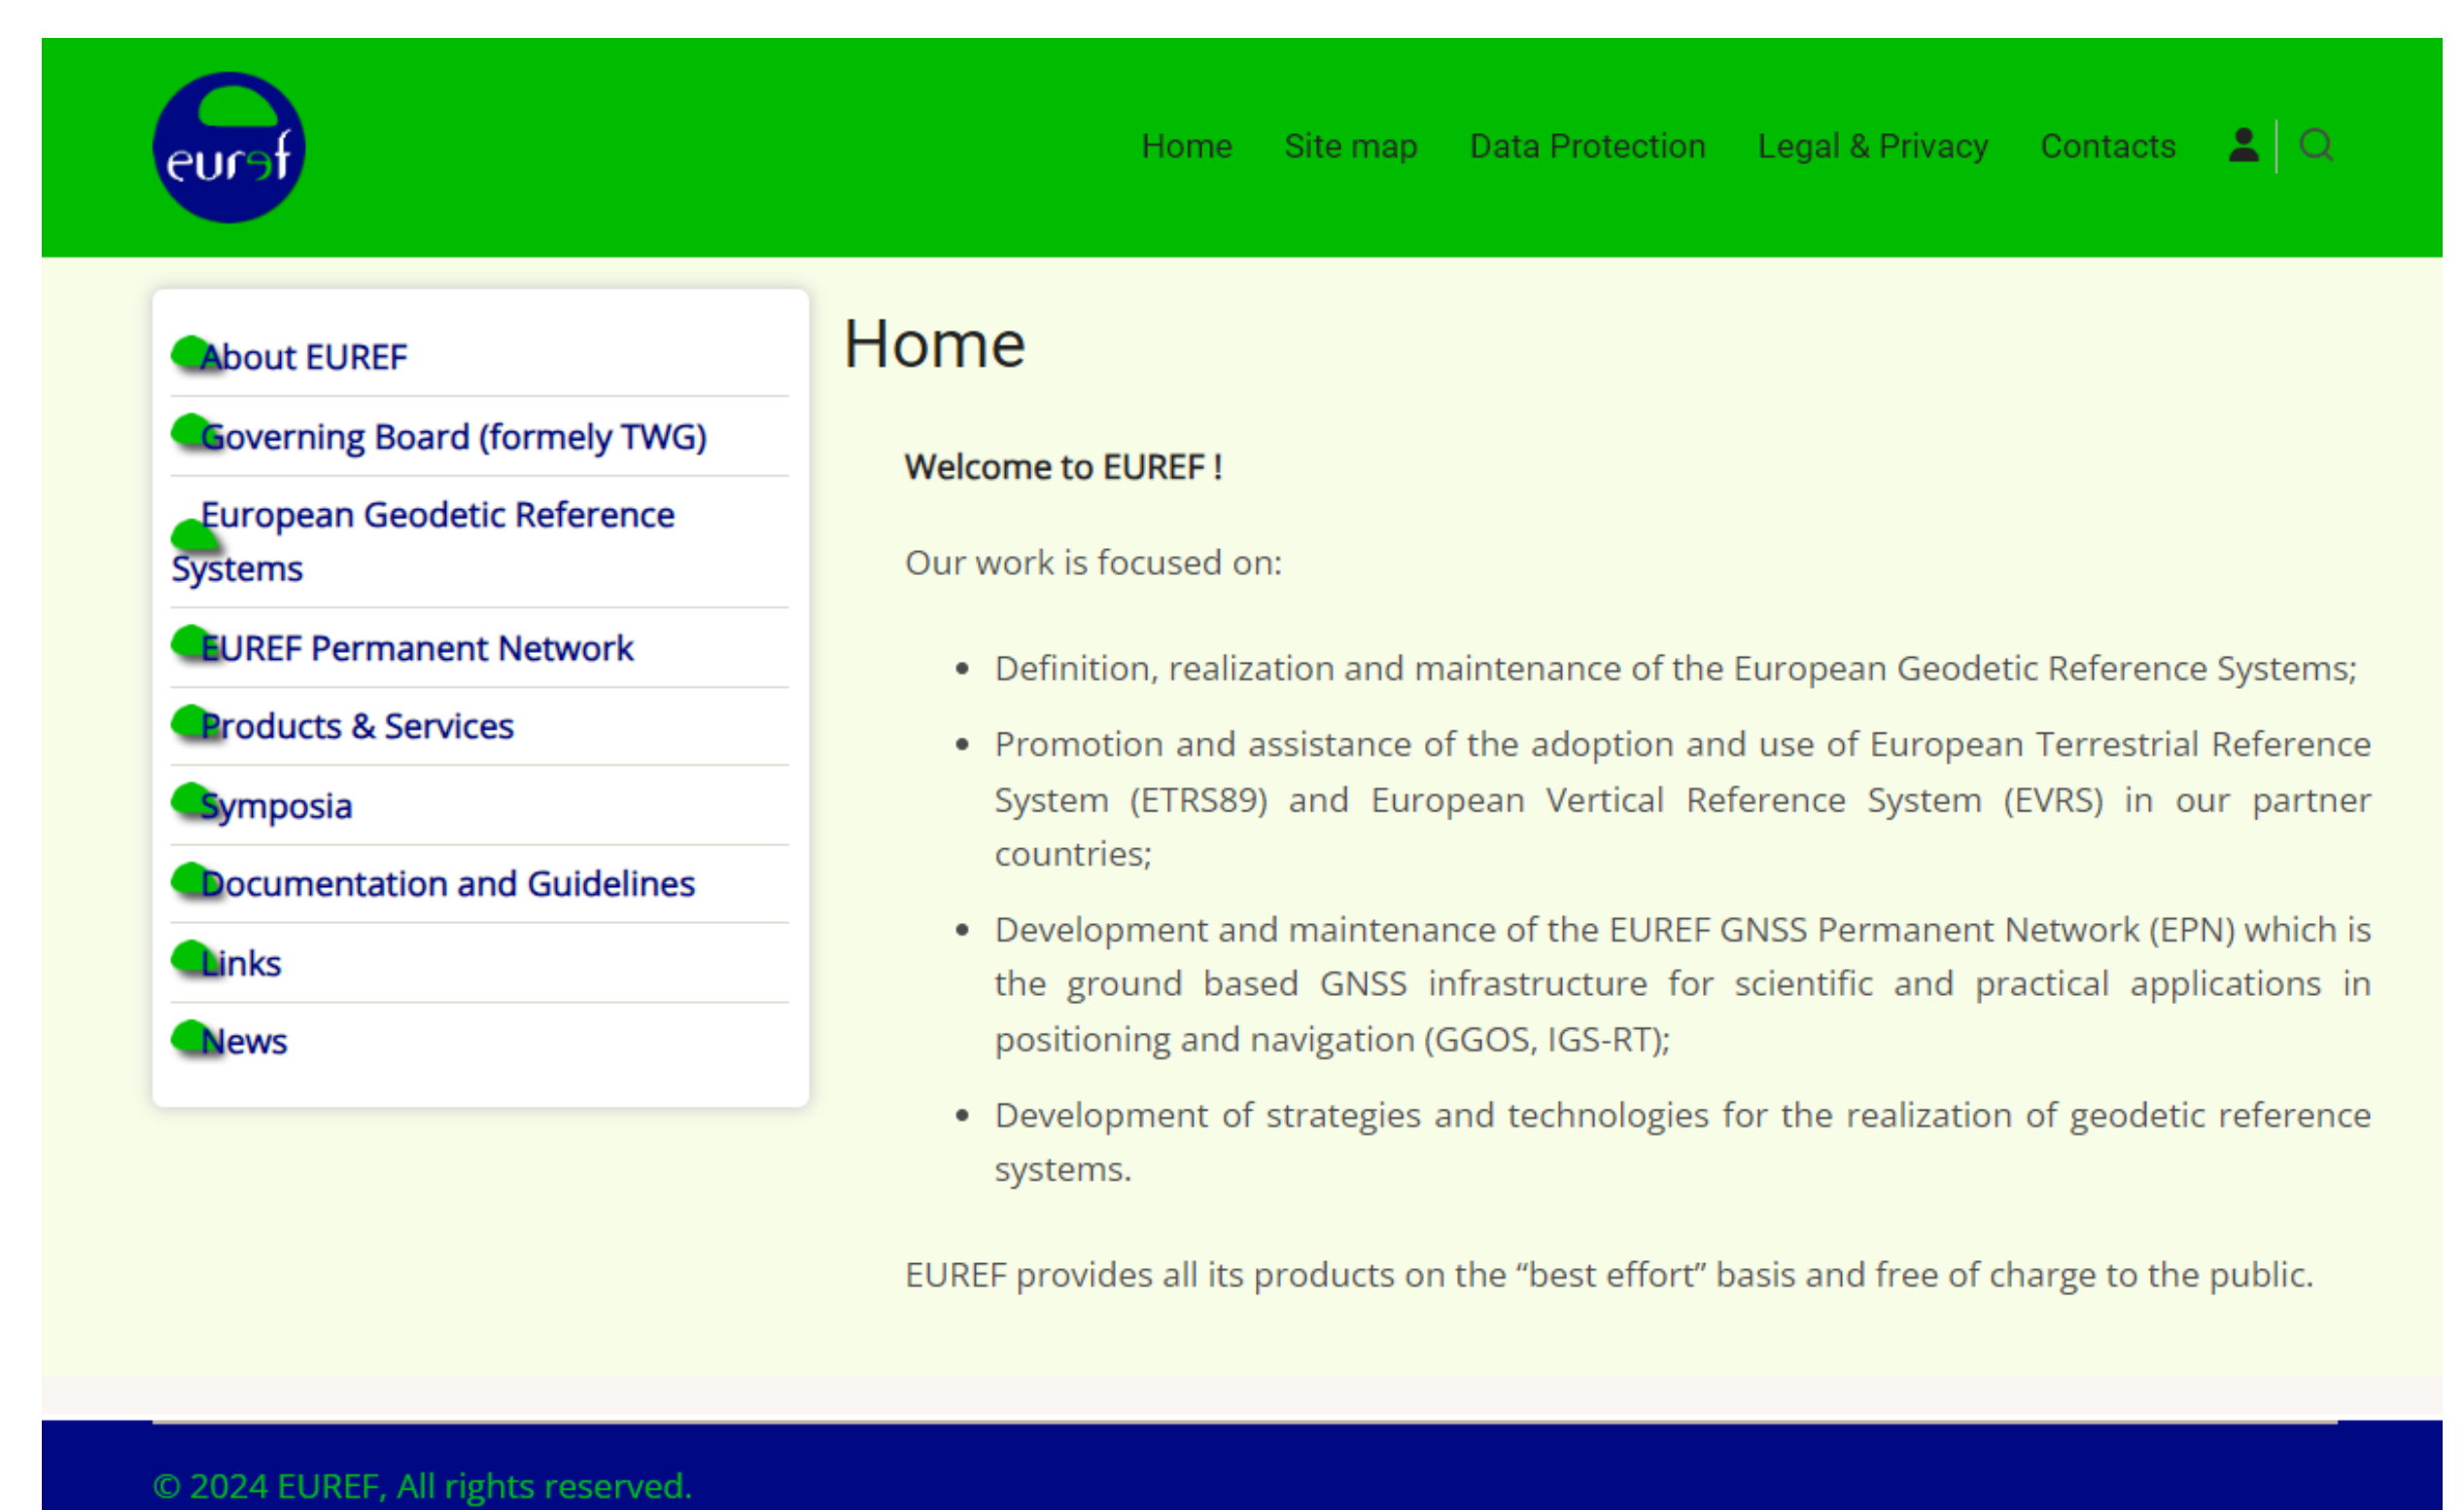 euref
Home Site map Data Protection Legal & Privacy Contacts
About EUREF
Governing Board (formely TWG)
European Geodetic Reference
Systems
EUREF Permanent Network
Products & Services
Symposia
Documentation and Guidelines
Links
News
Home
Welcome to EUREF !
Our work is focused on:
• Definition, realization and maintenance of the European Geodetic Reference Systems;
• Promotion and assistance of the adoption and use of European Terrestrial Reference
System (ETRS89) and European Vertical Reference System (EVRS) in our partner
countries;
• Development and maintenance of the EUREF GNSS Permanent Network (EPN) which is
the ground based GNSS infrastructure for scientific and practical applications in
positioning and navigation (GGOS, IGS-RT);
• Development of strategies and technologies for the realization of geodetic reference
systems.
EUREF provides all its products on the “best effort” basis and free of charge to the public.
© 2024 EUREF, All rights reserved.